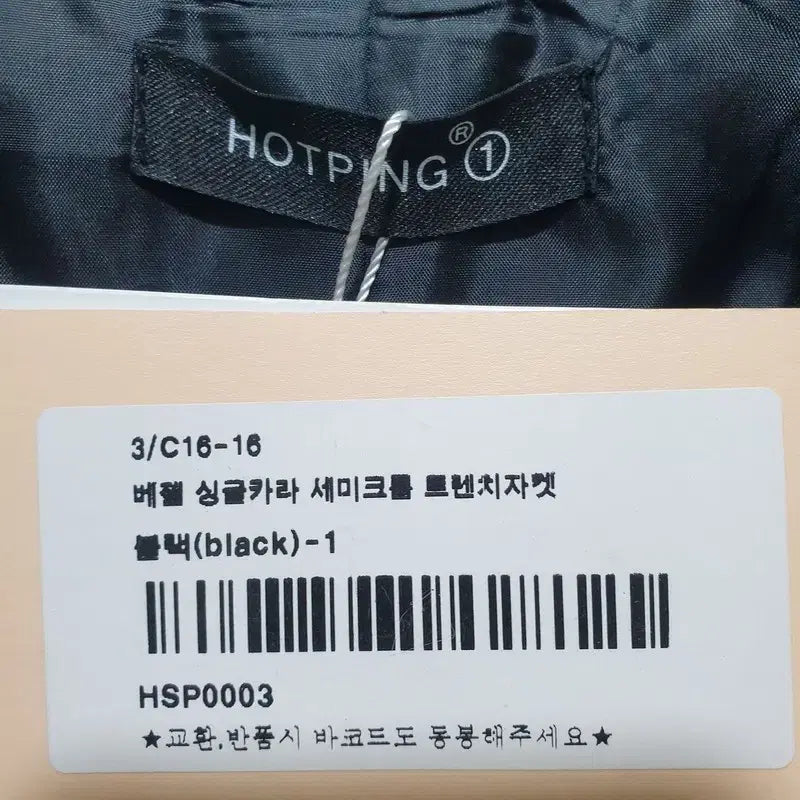 HOTPING® ①
3/C16-16
베젤 싱글카라 세미크롭 트렌치자켓
블랙(black)-1
HSP0003
★교환,반품시 바코드도 동봉해주세요★